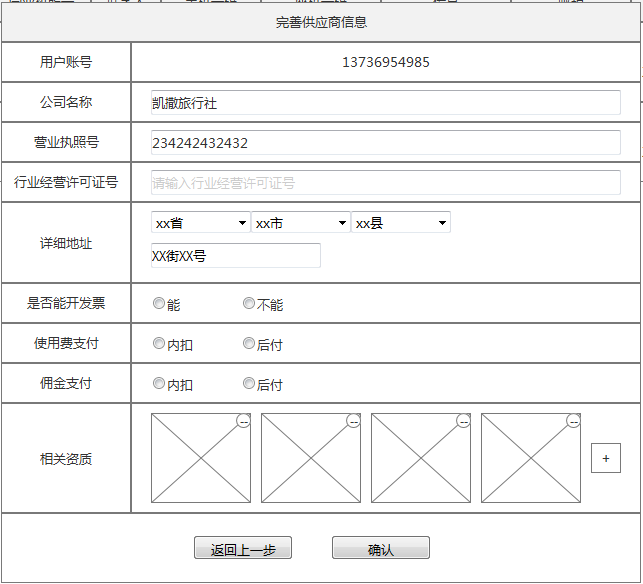 完善供应商信息
用户账号 13736954985
公司名称 凯撒旅行社
营业执照号 234242432432
行业经营许可证号 请输入行业经营许可证号
详细地址 xx省 xx市 xx县
XX街XX号
是否能开发票 能 不能
使用费支付 内扣 后付
佣金支付 内扣 后付
相关资质 -- -- -- -- +
返回上一步 确认